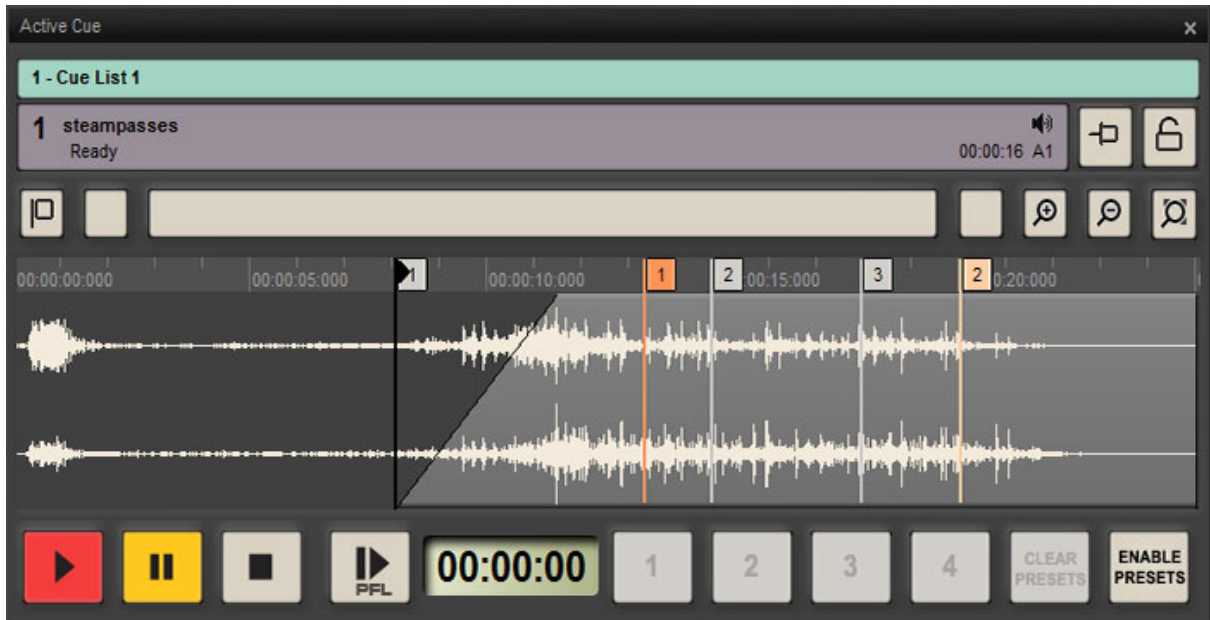 Active Cue
1 - Cue List 1
1 steampasses
Ready
00:00:16 A1
00:00:00:000 00:00:05:000 1 00:00:10:000 1 2 :00:15:000 3 2 0:20:000
PFL 00:00:00 1 2 3 4 CLEAR PRESETS ENABLE PRESETS